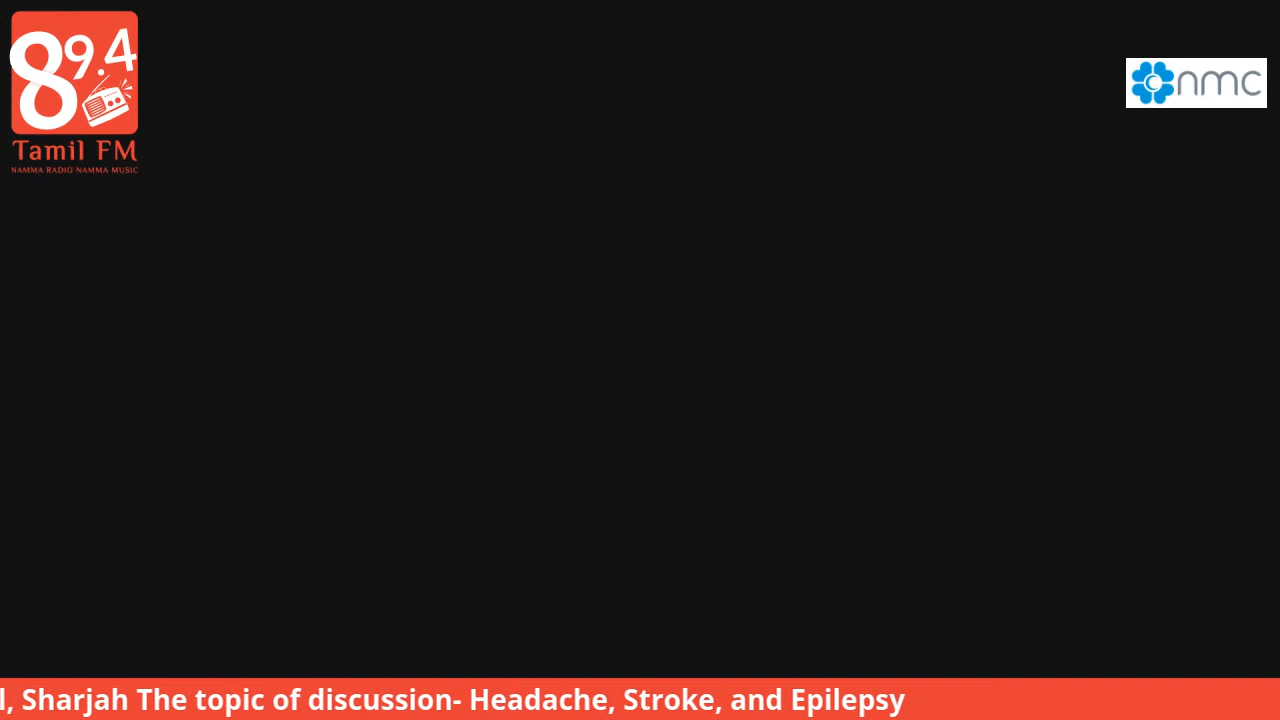 89.4
Tamil FM
NAMMA RADIO NAMMA MUSIC
nmc
l, Sharjah The topic of discussion- Headache, Stroke, and Epilepsy